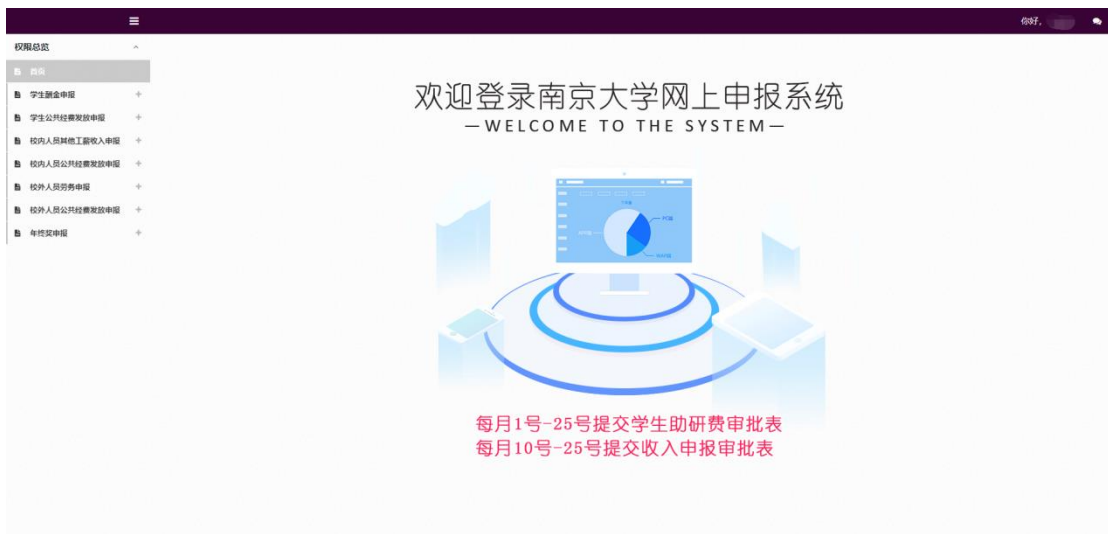 你好，
权限总览
首页
学生酬金申报
学生公共经费发放申报
校内人员其他工薪收入申报
校内人员公共经费发放申报
校外人员劳务申报
校外人员公共经费发放申报
年终奖申报
欢迎登录南京大学网上申报系统
—WELCOME TO THE SYSTEM—
每月1号-25号提交学生助研费审批表
每月10号-25号提交收入申报审批表